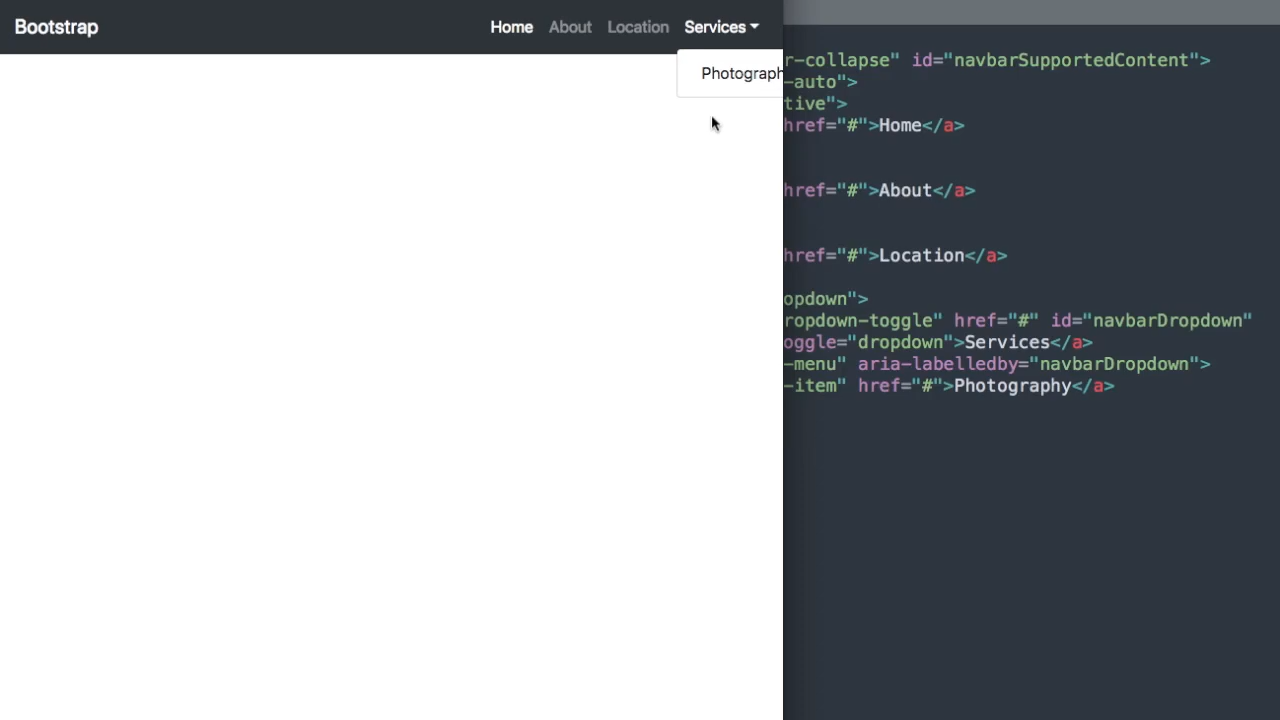 Bootstrap
Home About Location Services
Photograph
r-collapse" id="navbarSupportedContent">
-auto">
tive">
href="#">Home</a>
href="#">About</a>
href="#">Location</a>
opdown">
ropdown-toggle" href="#" id="navbarDropdown"
oggle="dropdown">Services</a>
-menu" aria-labelledby="navbarDropdown">
-item" href="#">Photography</a>